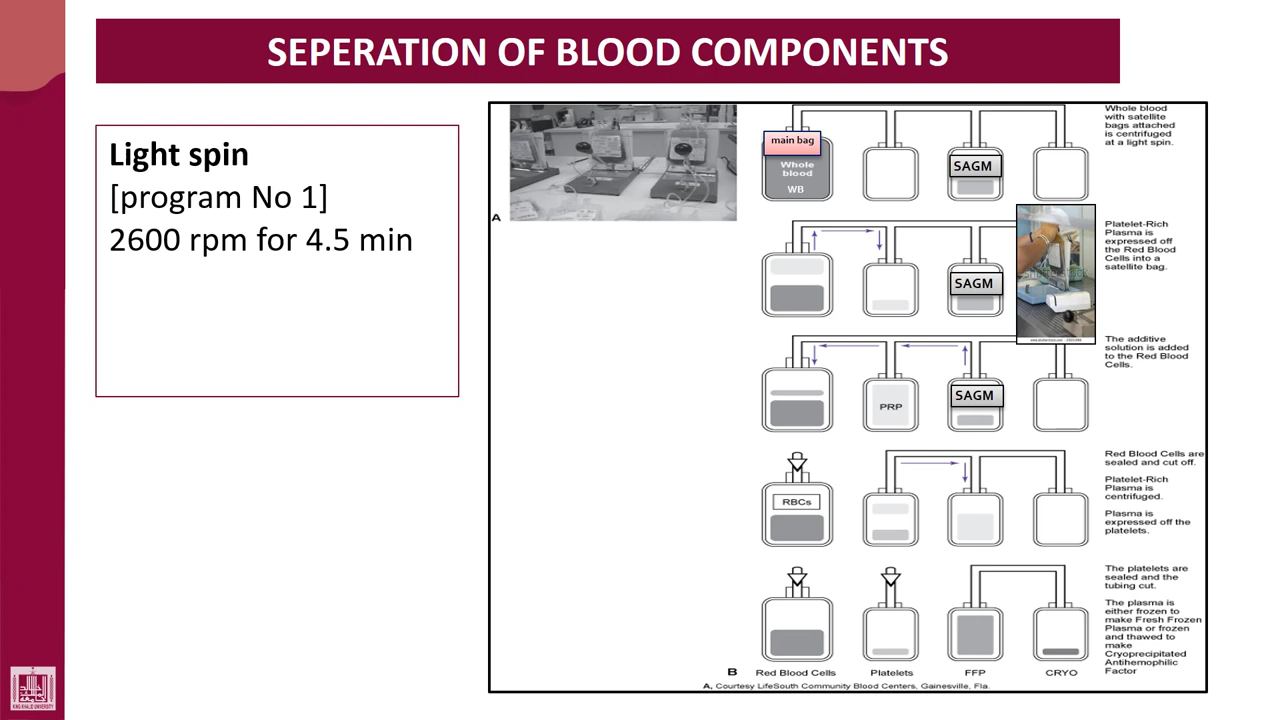 SEPERATION OF BLOOD COMPONENTS
Light spin
[program No 1]
2600 rpm for 4.5 min
A
main bag
Whole
blood
WB
SAGM
Whole blood
with satellite
bags attached
is centrifuged
at a light spin.
SAGM
Platelet-Rich
Plasma is
expressed off
the Red Blood
Cells into a
satellite bag.
PRP
SAGM
The additive
solution is added
to the Red Blood
Cells.
RBCs
Red Blood Cells are
sealed and cut off.
Platelet-Rich
Plasma is
centrifuged.
Plasma is
expressed off the
platelets.
The platelets are
sealed and the
tubing cut.
The plasma is
either frozen to
make Fresh Frozen
Plasma or frozen
and thawed to
make
Cryoprecipitated
Antihemophilic
Factor
B Red Blood Cells Platelets FFP CRYO
A, Courtesy LifeSouth Community Blood Centers, Gainesville, Fla.
KING KHALID UNIVERSITY